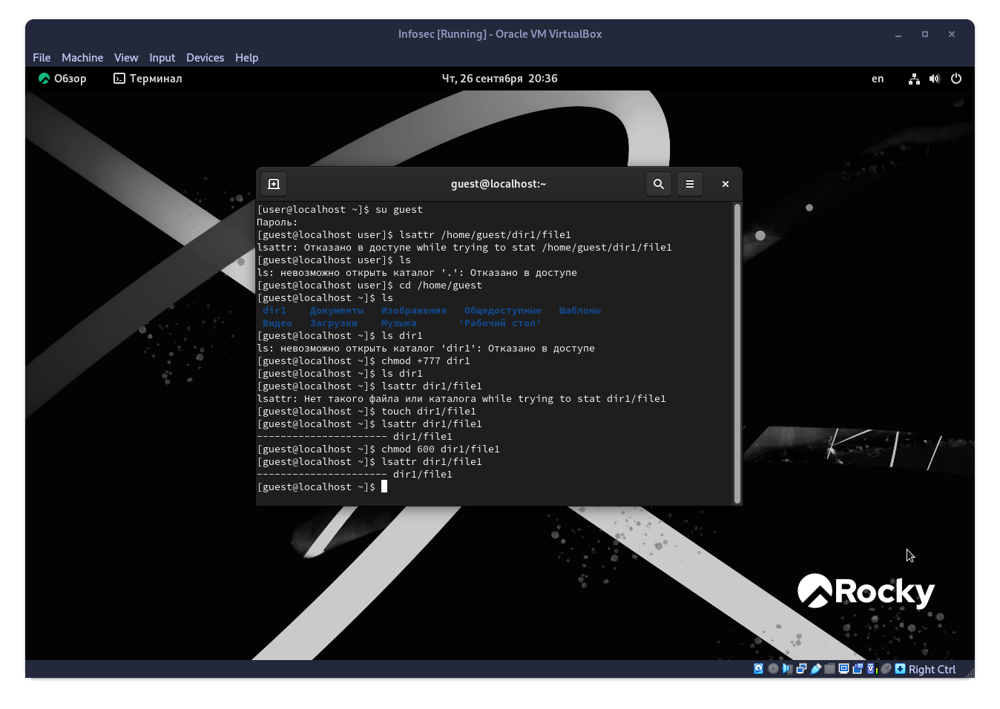 Infosec [Running] - Oracle VM VirtualBox
File Machine View Input Devices Help
Обзор Терминал Чт, 26 сентября 20:36 en
guest@localhost:~
[user@localhost ~]$ su guest
Пароль:
[guest@localhost user]$ lsattr /home/guest/dir1/file1
lsattr: Отказано в доступе while trying to stat /home/guest/dir1/file1
[guest@localhost user]$ ls
ls: невозможно открыть каталог '.': Отказано в доступе
[guest@localhost user]$ cd /home/guest
[guest@localhost ~]$ ls
dir1 Документы Изображения Общедоступные Шаблоны
Видео Загрузки Музыка 'Рабочий стол'
[guest@localhost ~]$ ls dir1
ls: невозможно открыть каталог 'dir1': Отказано в доступе
[guest@localhost ~]$ chmod +777 dir1
[guest@localhost ~]$ ls dir1
[guest@localhost ~]$ lsattr dir1/file1
lsattr: Нет такого файла или каталога while trying to stat dir1/file1
[guest@localhost ~]$ touch dir1/file1
[guest@localhost ~]$ lsattr dir1/file1
---------------------- dir1/file1
[guest@localhost ~]$ chmod 600 dir1/file1
[guest@localhost ~]$ lsattr dir1/file1
---------------------- dir1/file1
[guest@localhost ~]$
Rocky
Right Ctrl